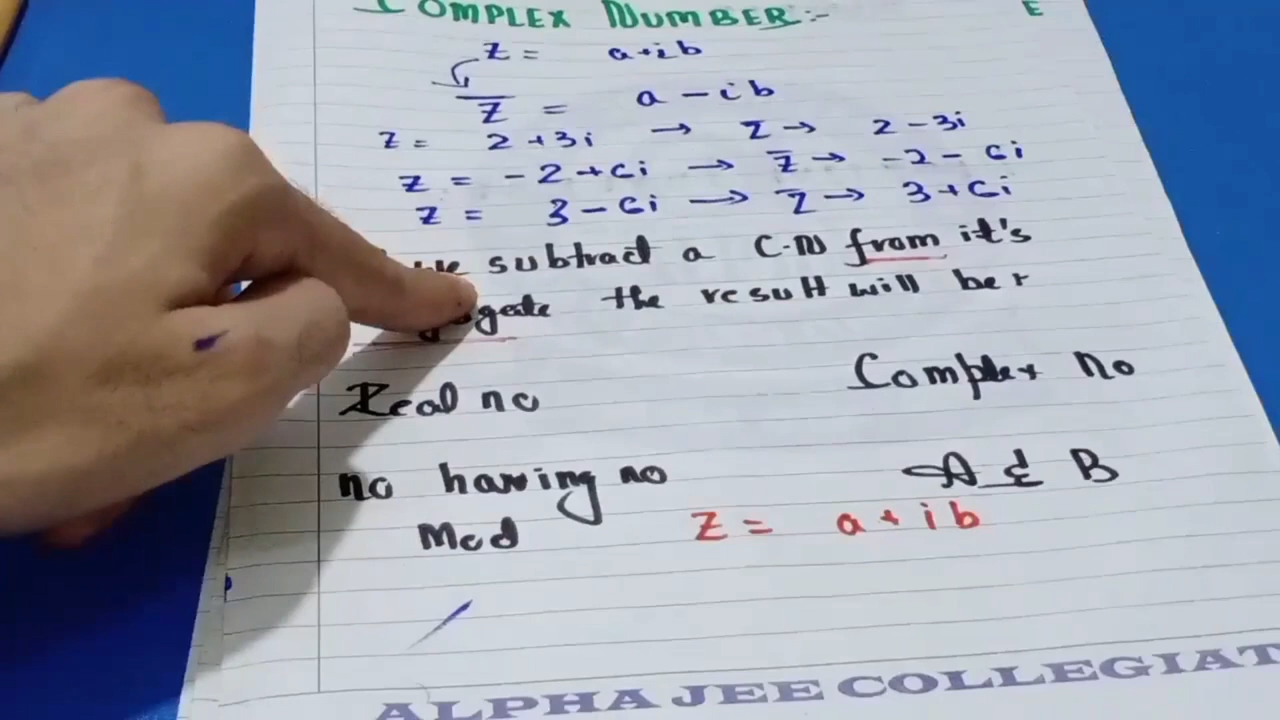 COMPLEX NUMBER:-
E
z = a+ib
z̅ = a-ib
z = 2+3i → z̅ → 2-3i
z = -2+6i → z̅ → -2-6i
z = 3-6i → z̅ → 3+6i
subtract a C-N from it's
the result will be
Real no
Complex No
no having no
Mod
A & B
z = a+ib
ALPHA JEE COLLEGIAT